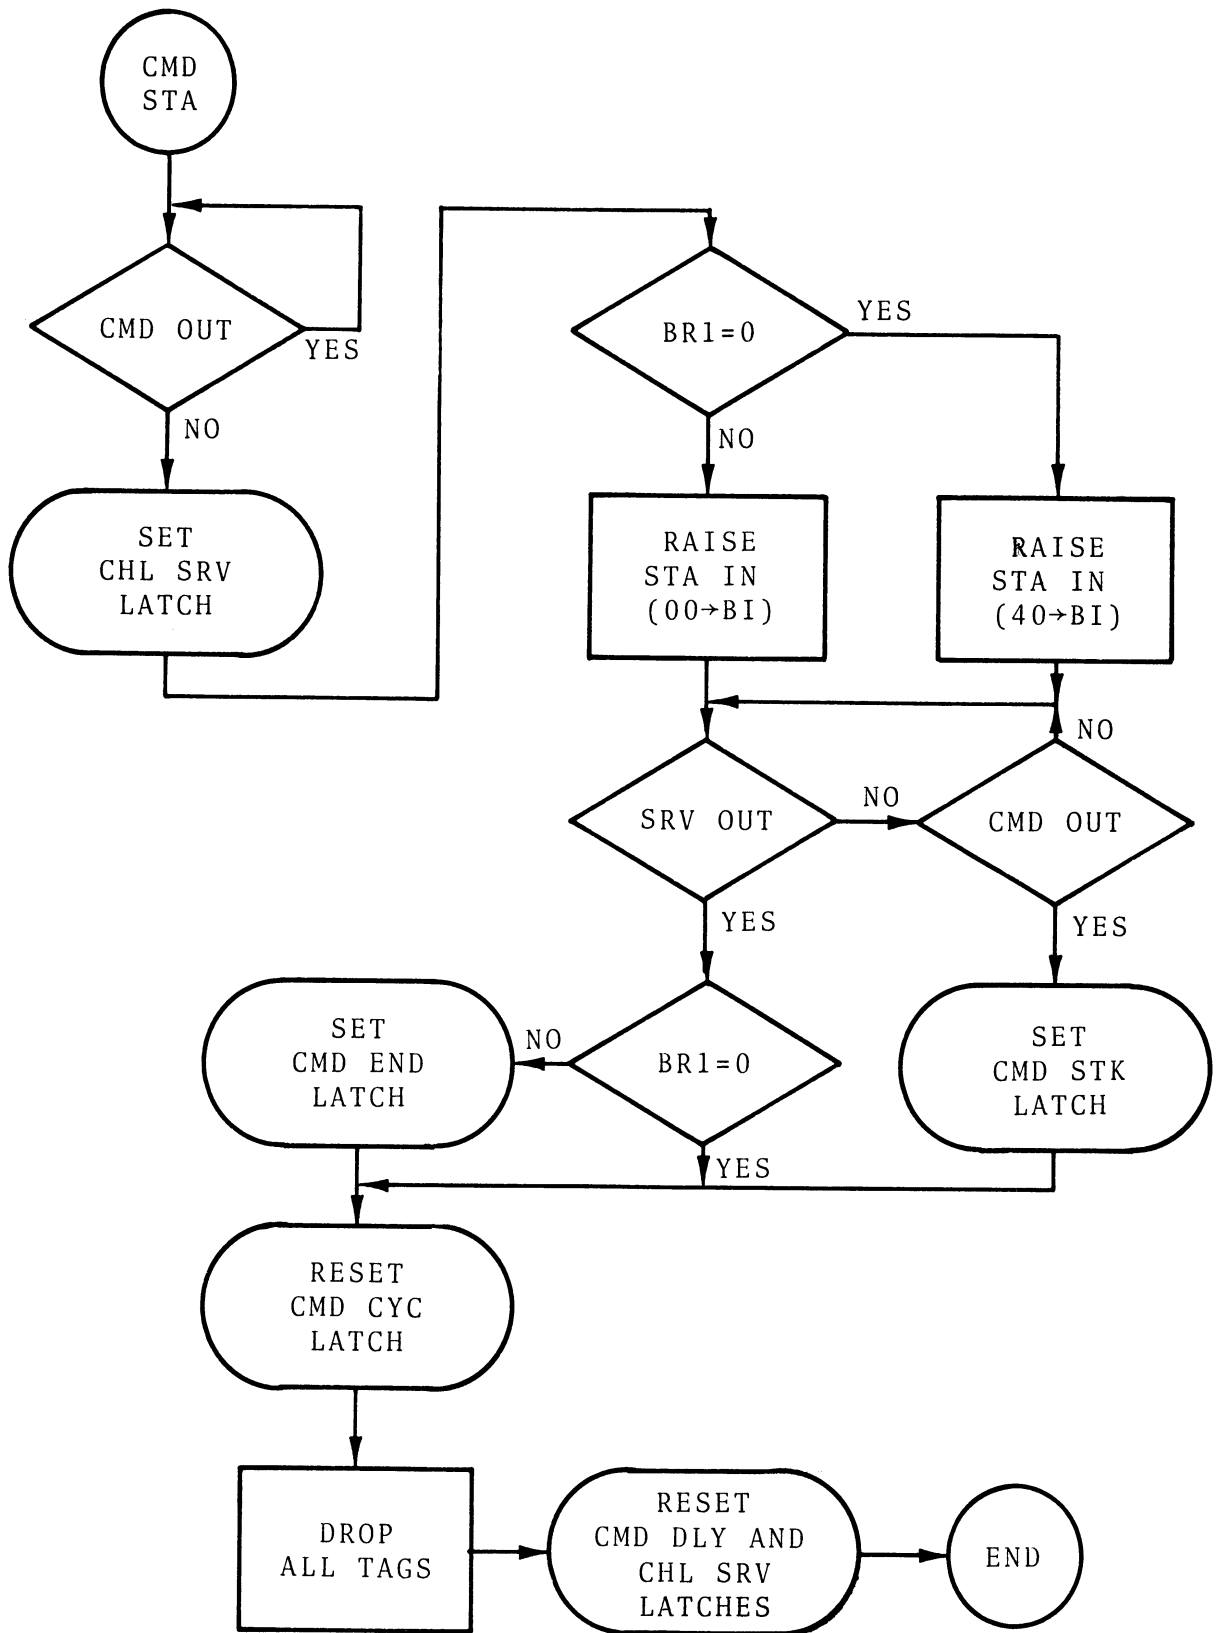 CMD
STA
CMD OUT
YES
NO
SET
CHL SRV
LATCH
BR1=0
YES
NO
RAISE
STA IN
(00→BI)
RAISE
STA IN
(40→BI)
SRV OUT
NO
CMD OUT
NO
YES
YES
SET
CMD END
LATCH
NO
BR1=0
YES
SET
CMD STK
LATCH
RESET
CMD CYC
LATCH
DROP
ALL TAGS
RESET
CMD DLY AND
CHL SRV
LATCHES
END